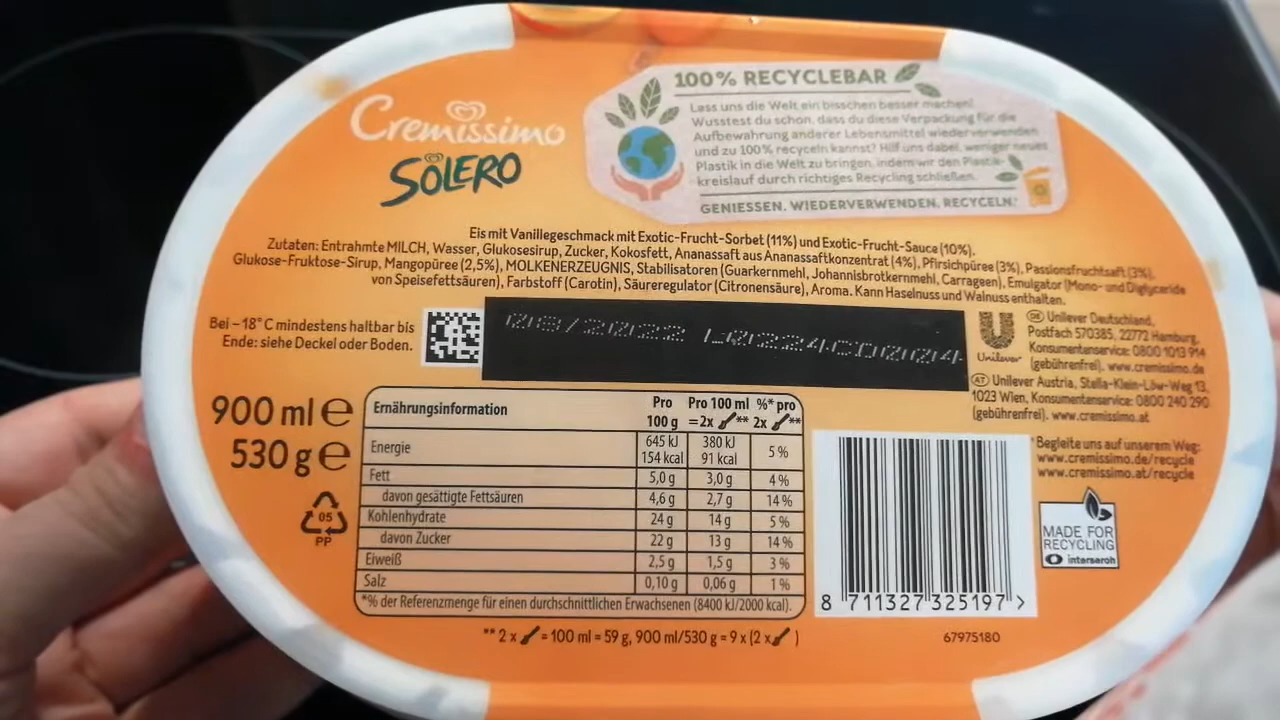 100% RECYCLEBAR
Lass uns die Welt ein bisschen besser machen!
Wusstest du schon, dass du diese Verpackung für die
Aufbewahrung anderer Lebensmittel wiederverwenden
und zu 100% recyceln kannst? Hilf uns dabei, weniger neues
Plastik in die Welt zu bringen, indem wir den Plastik-
kreislauf durch richtiges Recycling schließen.
GENIESSEN. WIEDERVERWENDEN. RECYCELN.*
Cremissimo
SOLERO
Eis mit Vanillegeschmack mit Exotic-Frucht-Sorbet (11%) und Exotic-Frucht-Sauce (10%).
Zutaten: Entrahmte MILCH, Wasser, Glukosesirup, Zucker, Kokosfett, Ananassaft aus Ananassaftkonzentrat (4%), Pfirsichpüree (3%), Passionsfruchtsaft (3%),
Glukose-Fruktose-Sirup, Mangopüree (2,5%), MOLKENERZEUGNIS, Stabilisatoren (Guarkernmehl, Johannisbrotkernmehl, Carrageen), Emulgator (Mono- und Diglyceride
von Speisefettsäuren), Farbstoff (Carotin), Säureregulator (Citronensäure), Aroma. Kann Haselnuss und Walnuss enthalten.
Bei -18°C mindestens haltbar bis
Ende: siehe Deckel oder Boden.
08/2022 L0224CD004
Unilever
DE Unilever Deutschland,
Postfach 570385, 22772 Hamburg,
Konsumentenservice: 0800 1013 914
(gebührenfrei). www.cremissimo.de
AT Unilever Austria, Stella-Klein-Löw-Weg 13,
1023 Wien, Konsumentenservice: 0800 240 290
(gebührenfrei). www.cremissimo.at
900 ml e
530 g e
05
PP
Ernährungsinformation Pro 100 g Pro 100 ml =2x ** %* pro 2x **
Energie 645 kJ 154 kcal 380 kJ 91 kcal 5 %
Fett 5,0 g 3,0 g 4 %
davon gesättigte Fettsäuren 4,6 g 2,7 g 14 %
Kohlenhydrate 24 g 14 g 5 %
davon Zucker 22 g 13 g 14 %
Eiweiß 2,5 g 1,5 g 3 %
Salz 0,10 g 0,06 g 1 %
*% der Referenzmenge für einen durchschnittlichen Erwachsenen (8400 kJ/2000 kcal).
** 2 x = 100 ml = 59 g, 900 ml/530 g = 9 x (2 x )
8 711327 325197 >
*Begleite uns auf unserem Weg:
www.cremissimo.de/recycle
www.cremissimo.at/recycle
MADE FOR
RECYCLING
interseroh
67975180